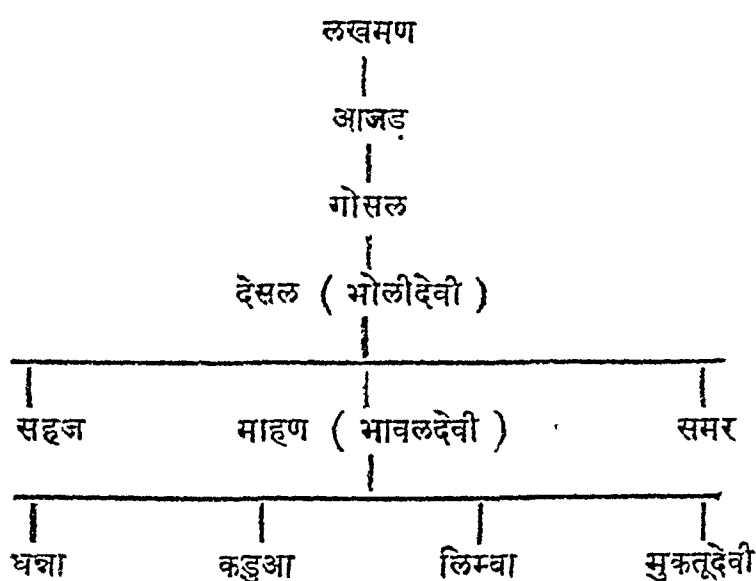 लखमण
आजड़
गोसल
देसल ( भोलीदेवी )
सहज माहण ( भावलदेवी ) समर
धन्ना कडुआ लिम्वा मुकतूदेवी